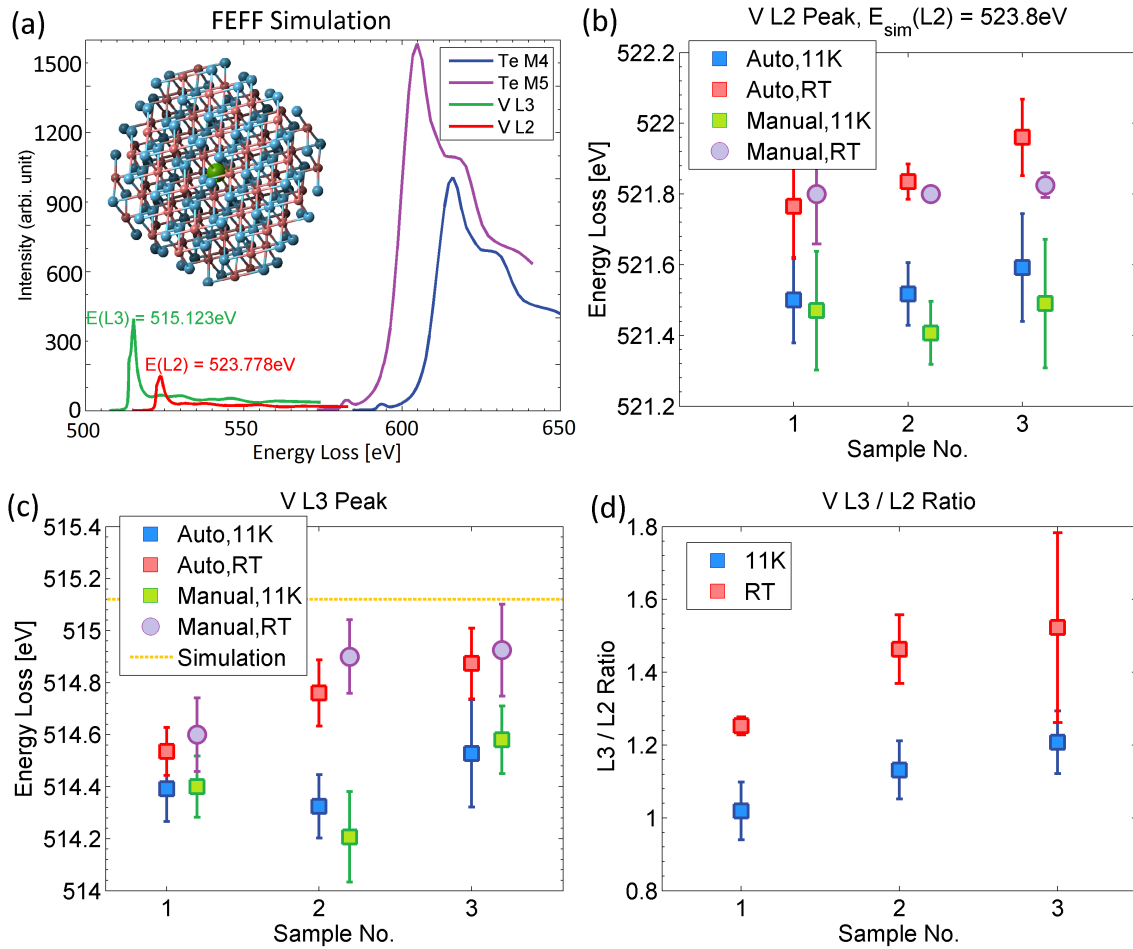 (a)
FEFF Simulation
Intensity (arbi. unit)
1500
1200
900
600
300
0
Te M4
Te M5
V L3
V L2
E(L3) = 515.123eV
E(L2) = 523.778eV
500
550
600
650
Energy Loss [eV]
(b)
V L2 Peak, E_sim(L2) = 523.8eV
Energy Loss [eV]
522.2
522
521.8
521.6
521.4
521.2
Auto,11K
Auto,RT
Manual,11K
Manual,RT
1
2
3
Sample No.
(c)
V L3 Peak
Energy Loss [eV]
515.4
515.2
515
514.8
514.6
514.4
514.2
514
Auto,11K
Auto,RT
Manual,11K
Manual,RT
Simulation
1
2
3
Sample No.
(d)
V L3 / L2 Ratio
L3 / L2 Ratio
1.8
1.6
1.4
1.2
1
0.8
11K
RT
1
2
3
Sample No.